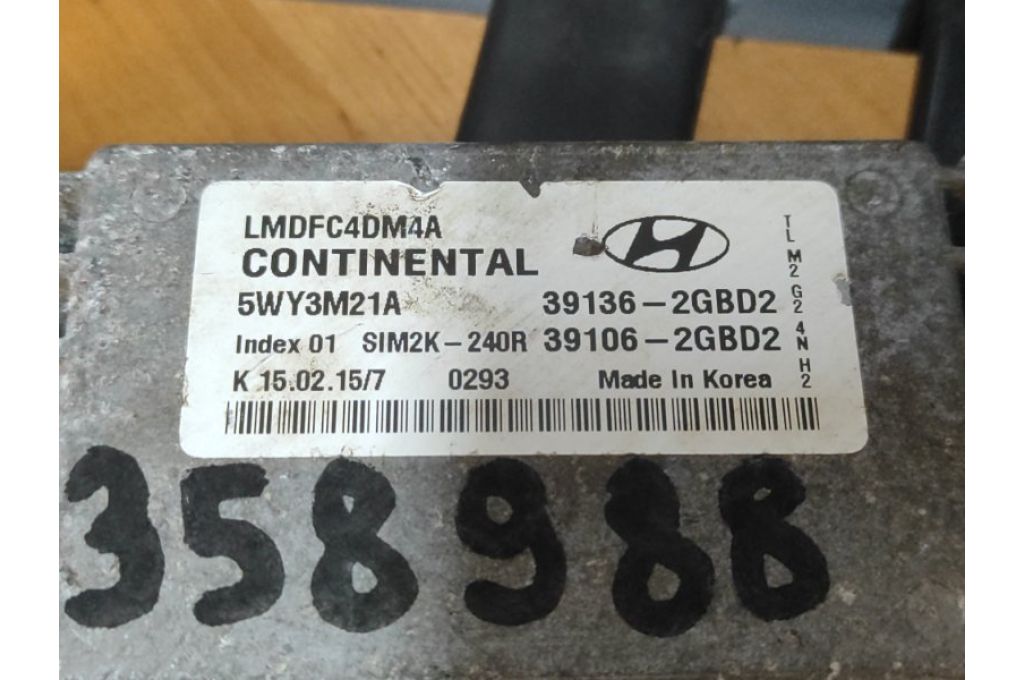 LMDFC4DM4A
CONTINENTAL
5WY3M21A 39136-2GBD2
Index 01 SIM2K-240R 39106-2GBD2
K 15.02.15/7 0293 Made In Korea
TL M2 G2 4N H2
358988